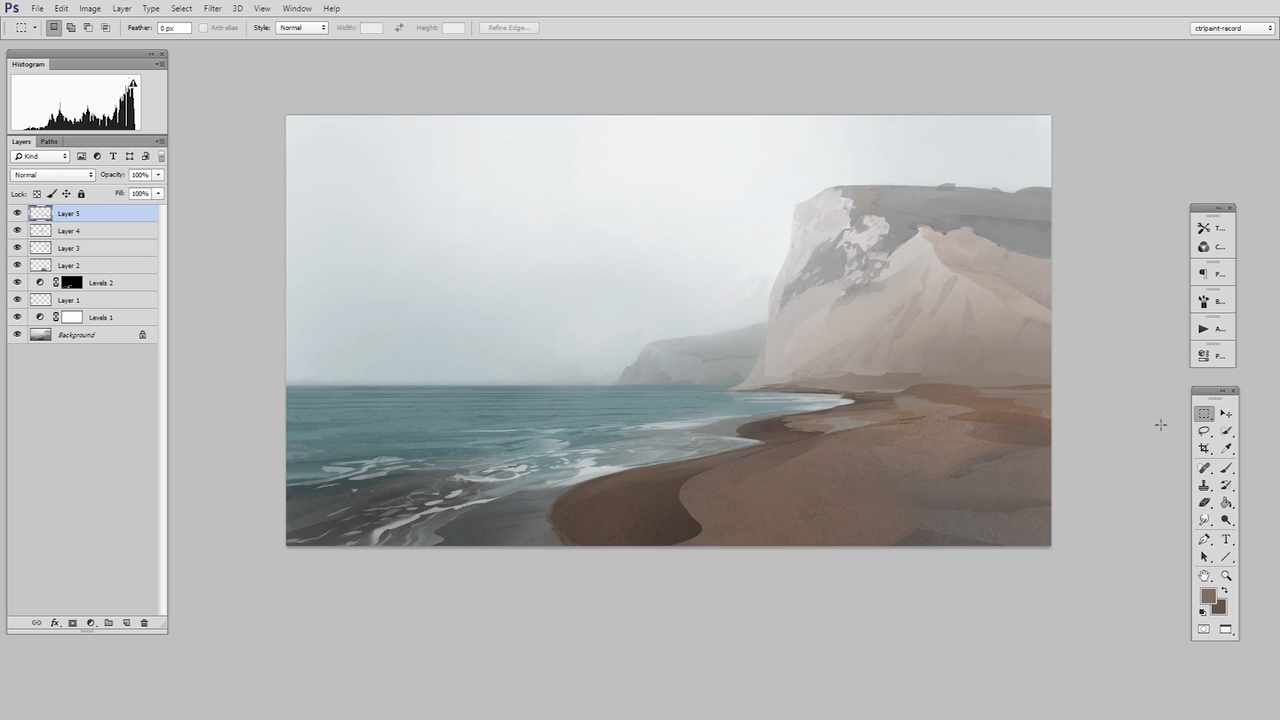 Ps File Edit Image Layer Type Select Filter 3D View Window Help
Feather: 0 px Anti-alias Style: Normal Width: Height: Refine Edge... ctrlpaint-record
Histogram
Layers Paths
Kind
Normal Opacity: 100%
Lock: Fill: 100%
Layer 5
Layer 4
Layer 3
Layer 2
Levels 2
Layer 1
Levels 1
Background
T...
C...
P...
B...
A...
P...